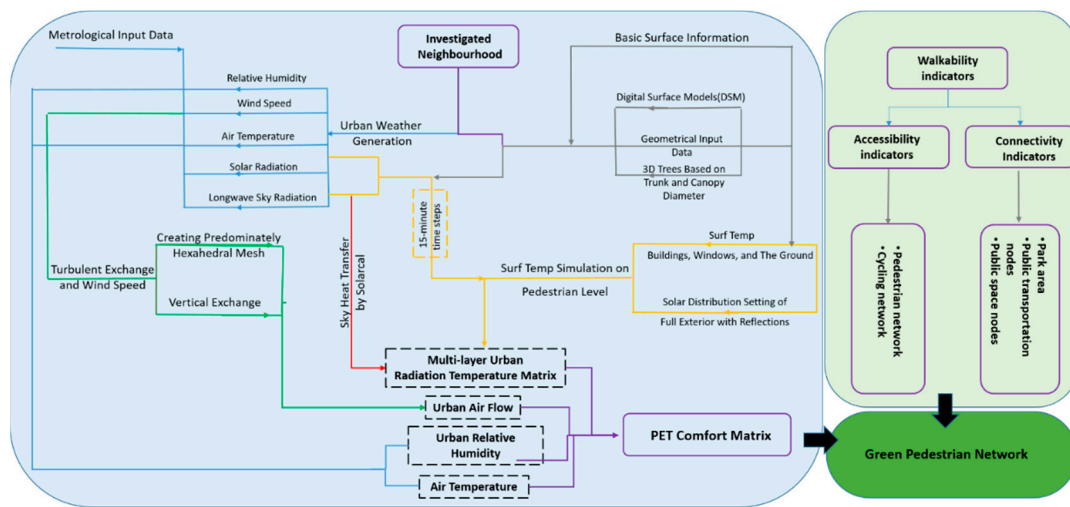 Metrological Input Data
Investigated
Neighbourhood
Basic Surface Information
Relative Humidity
Wind Speed
Air Temperature
Solar Radiation
Longwave Sky Radiation
Urban Weather
Generation
Digital Surface Models(DSM)
Geometrical Input
Data
3D Trees Based on
Trunk and Canopy
Diameter
15-minute
time steps
Creating Predominately
Hexahedral Mesh
Turbulent Exchange
and Wind Speed
Vertical Exchange
Sky Heat Transfer
by Solarcal
Surf Temp Simulation on
Pedestrian Level
Surf Temp
Buildings, Windows, and The Ground
Solar Distribution Setting of
Full Exterior with Reflections
Multi-layer Urban
Radiation Temperature Matrix
Urban Air Flow
Urban Relative
Humidity
Air Temperature
PET Comfort Matrix
Walkability
indicators
Accessibility
indicators
Connectivity
Indicators
• Pedestrian network
• Cycling network
• Park area
• Public transportation
nodes
• Public space nodes
Green Pedestrian Network